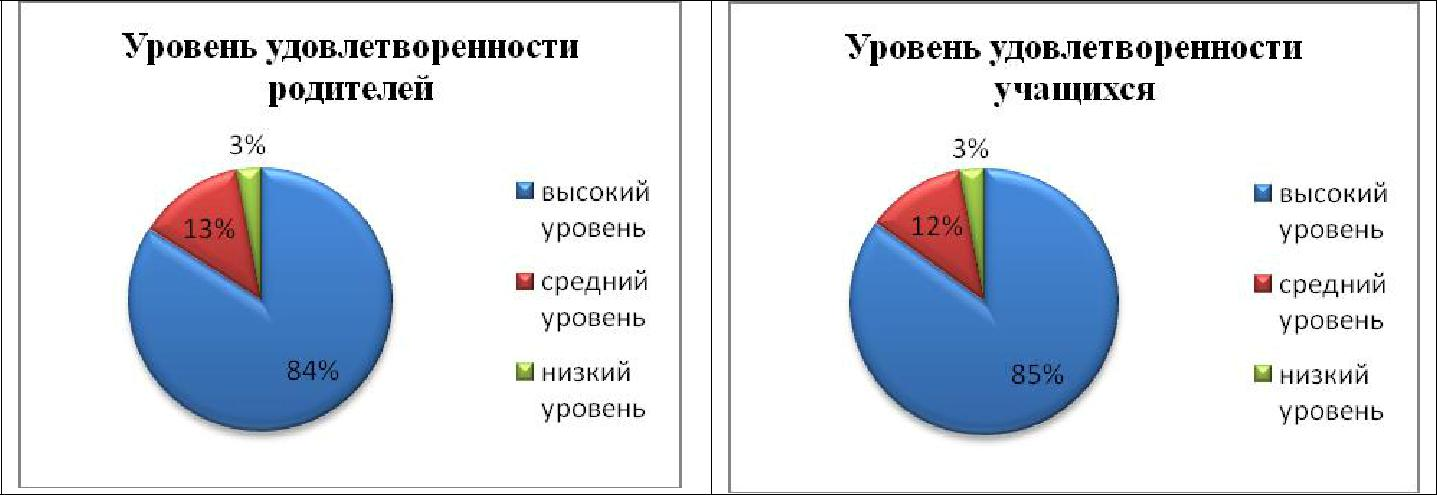 Уровень удовлетворенности
родителей
3%
13%
84%
высокий
уровень
средний
уровень
низкий
уровень
Уровень удовлетворенности
учащихся
3%
12%
85%
высокий
уровень
средний
уровень
низкий
уровень